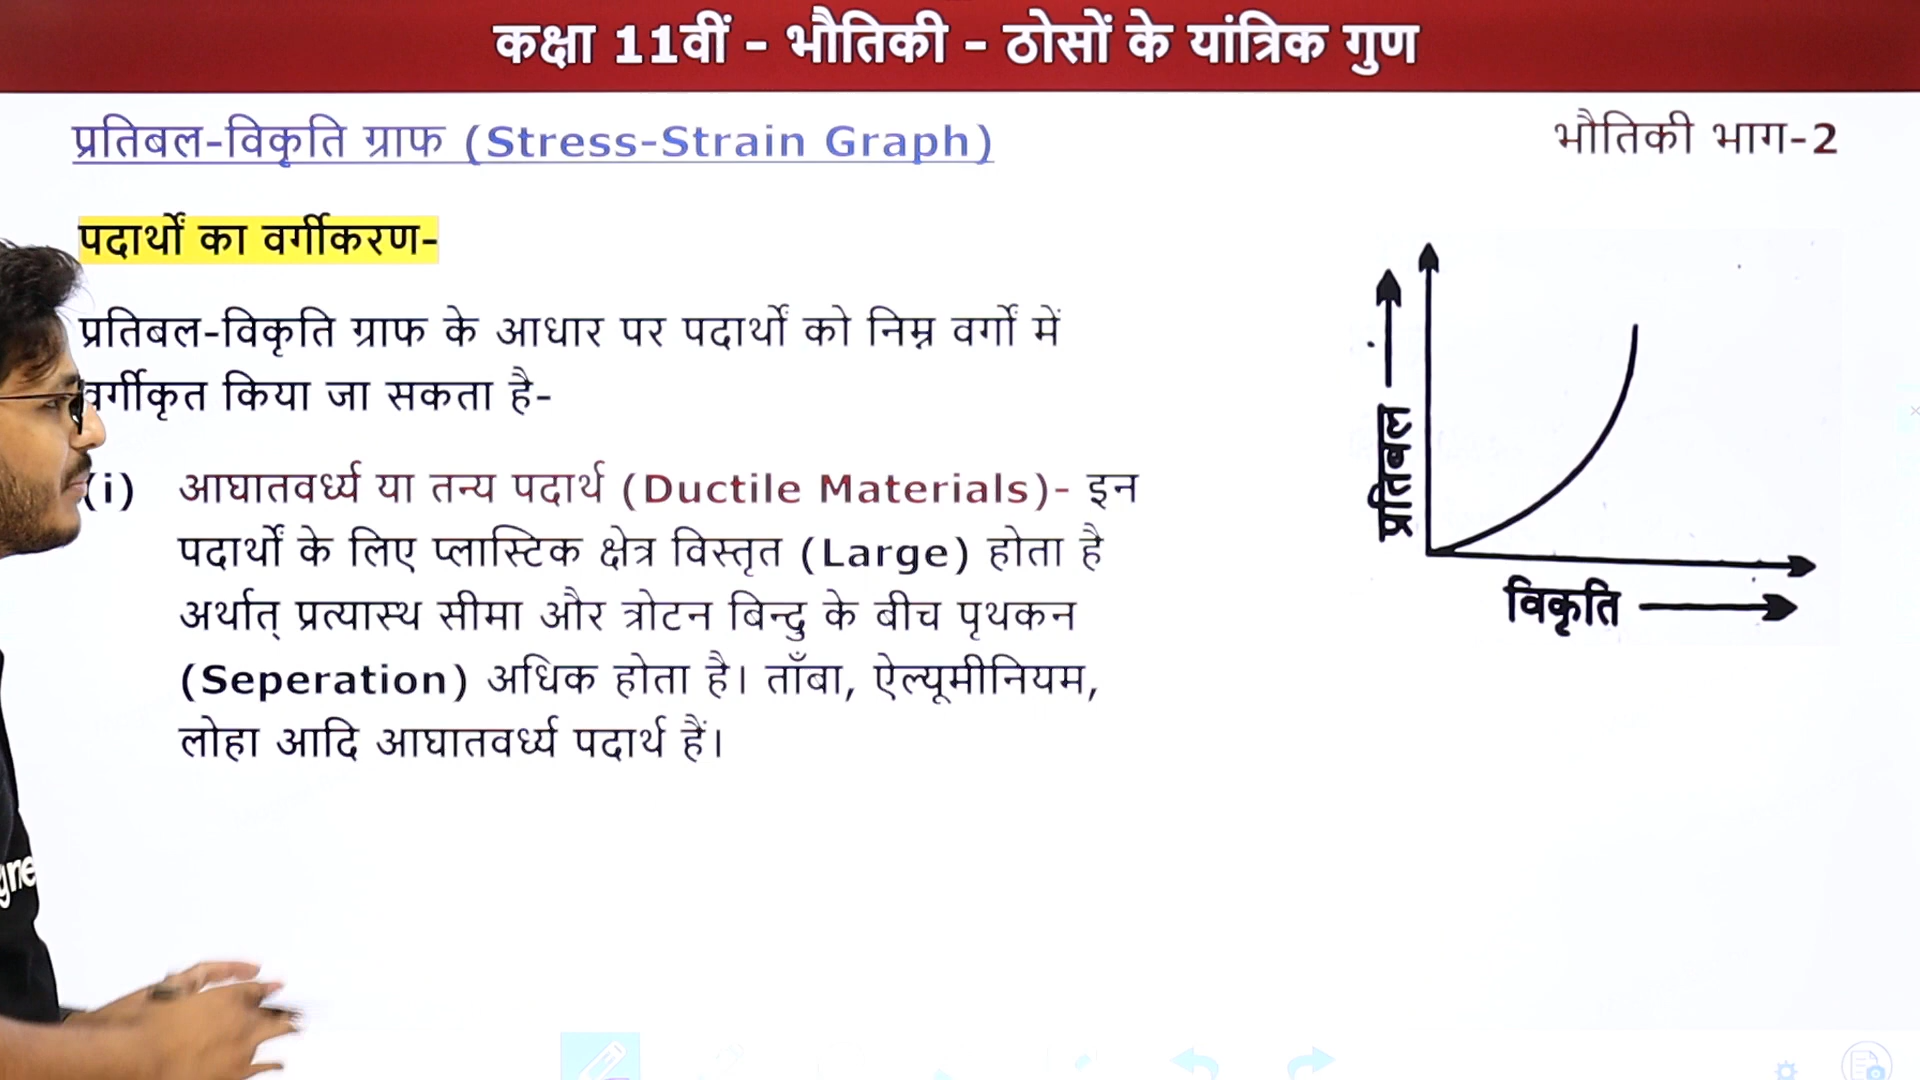 कक्षा 11वीं - भौतिकी - ठोसों के यांत्रिक गुण
प्रतिबल-विकृति ग्राफ (Stress-Strain Graph)
भौतिकी भाग-2
पदार्थों का वर्गीकरण-
प्रतिबल-विकृति ग्राफ के आधार पर पदार्थों को निम्न वर्गों में
वर्गीकृत किया जा सकता है-
(i) आघातवर्ध्य या तन्य पदार्थ (Ductile Materials)- इन
पदार्थों के लिए प्लास्टिक क्षेत्र विस्तृत (Large) होता है
अर्थात् प्रत्यास्थ सीमा और त्रोटन बिन्दु के बीच पृथकन
(Seperation) अधिक होता है। ताँबा, ऐल्यूमीनियम,
लोहा आदि आघातवर्ध्य पदार्थ हैं।
प्रतिबल
विकृति